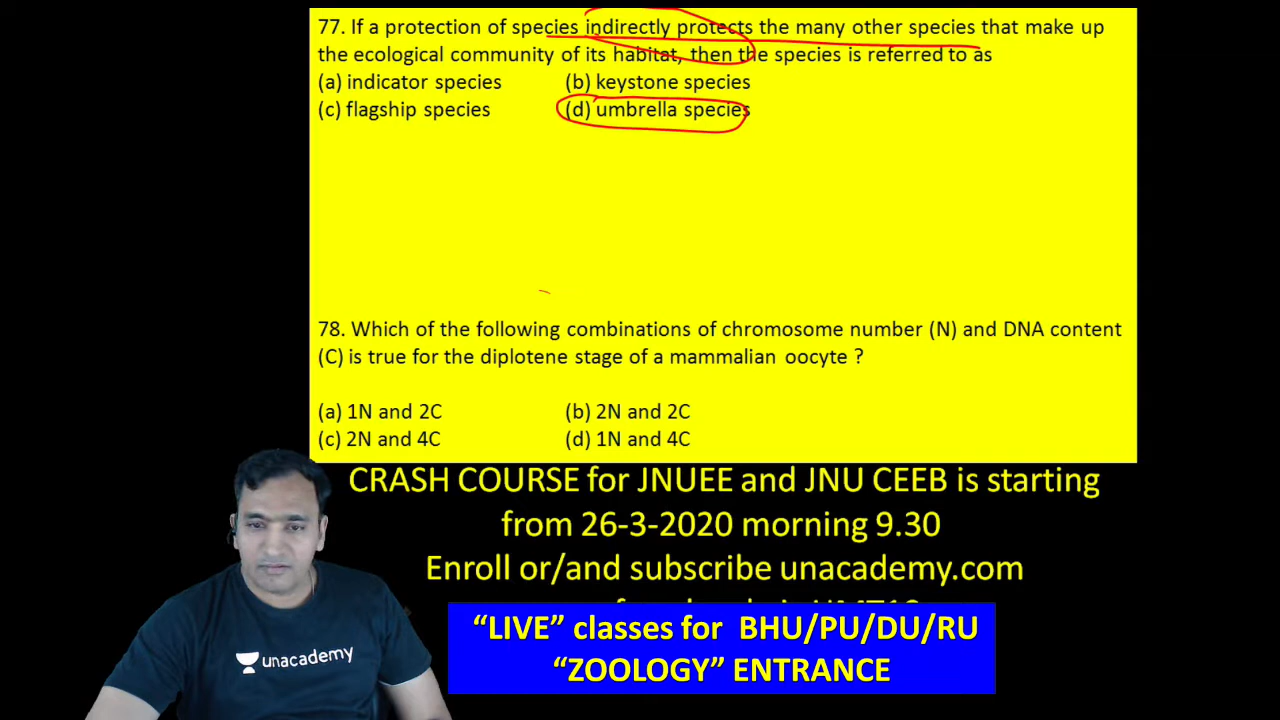 77. If a protection of species indirectly protects the many other species that make up
the ecological community of its habitat, then the species is referred to as
(a) indicator species (b) keystone species
(c) flagship species (d) umbrella species
78. Which of the following combinations of chromosome number (N) and DNA content
(C) is true for the diplotene stage of a mammalian oocyte ?
(a) 1N and 2C (b) 2N and 2C
(c) 2N and 4C (d) 1N and 4C
CRASH COURSE for JNUEE and JNU CEEB is starting
from 26-3-2020 morning 9.30
Enroll or/and subscribe unacademy.com
"LIVE" classes for BHU/PU/DU/RU
"ZOOLOGY" ENTRANCE
unacademy